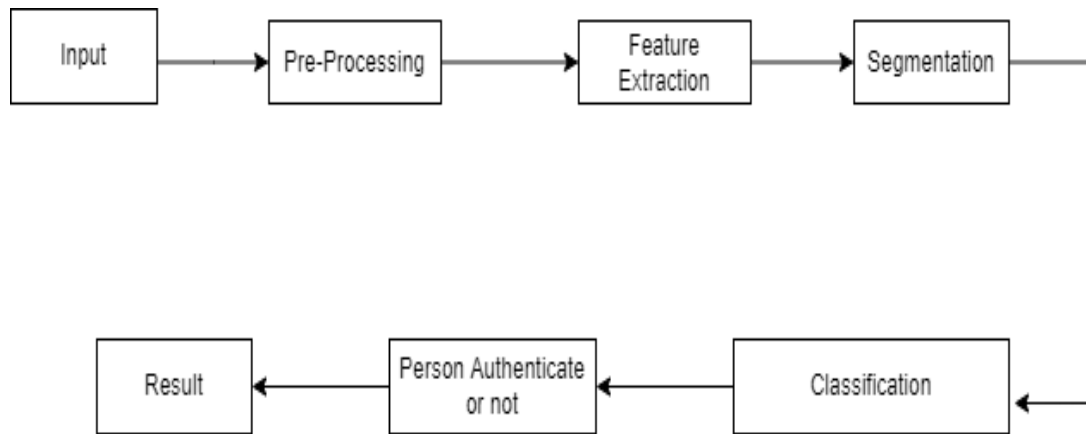 Input
Pre-Processing
Feature
Extraction
Segmentation
Classification
Person Authenticate
or not
Result